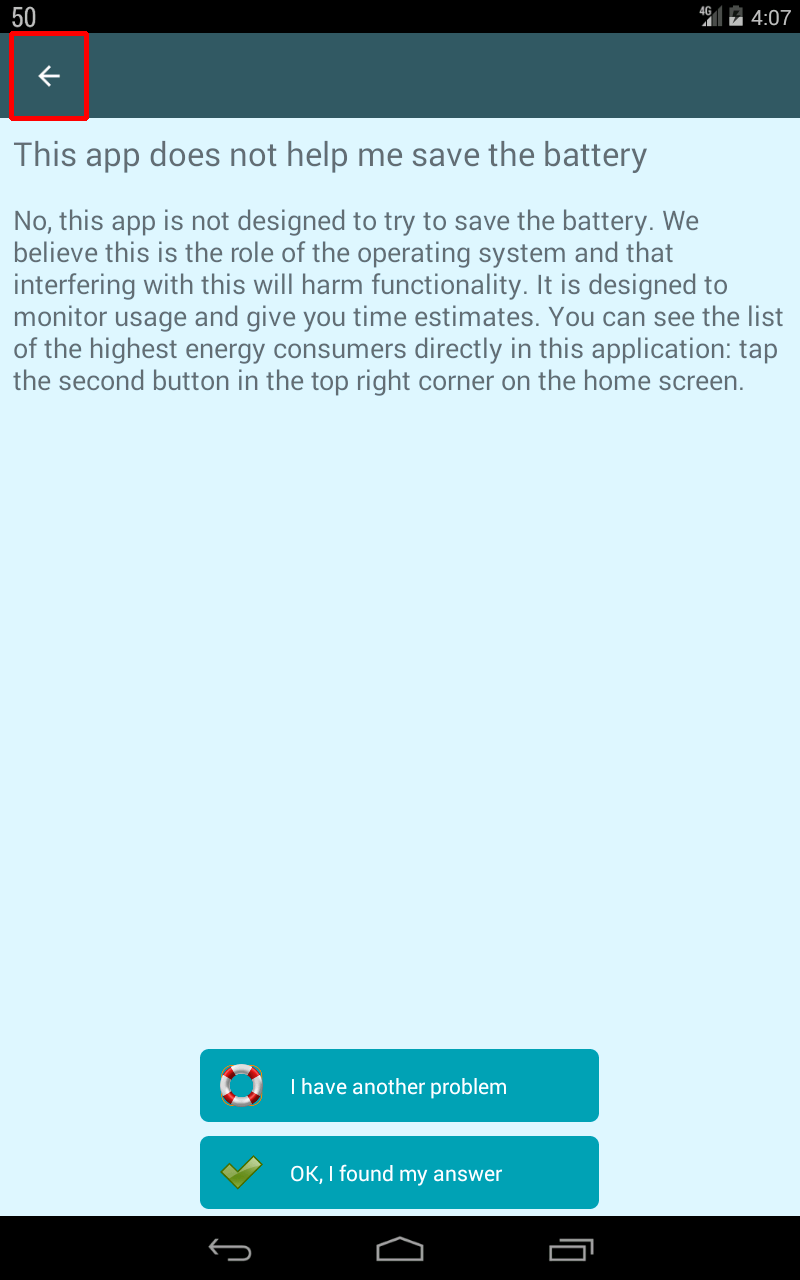 50
4G
4:07
This app does not help me save the battery
No, this app is not designed to try to save the battery. We
believe this is the role of the operating system and that
interfering with this will harm functionality. It is designed to
monitor usage and give you time estimates. You can see the list
of the highest energy consumers directly in this application: tap
the second button in the top right corner on the home screen.
I have another problem
OK, I found my answer